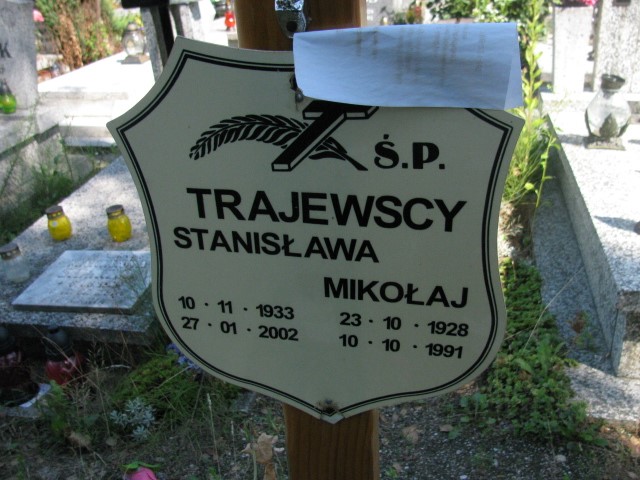 Ś.P.
TRAJEWSCY
STANISŁAWA
MIKOŁAJ
10 · 11 · 1933 23 · 10 · 1928
27 · 01 · 2002 10 · 10 · 1991